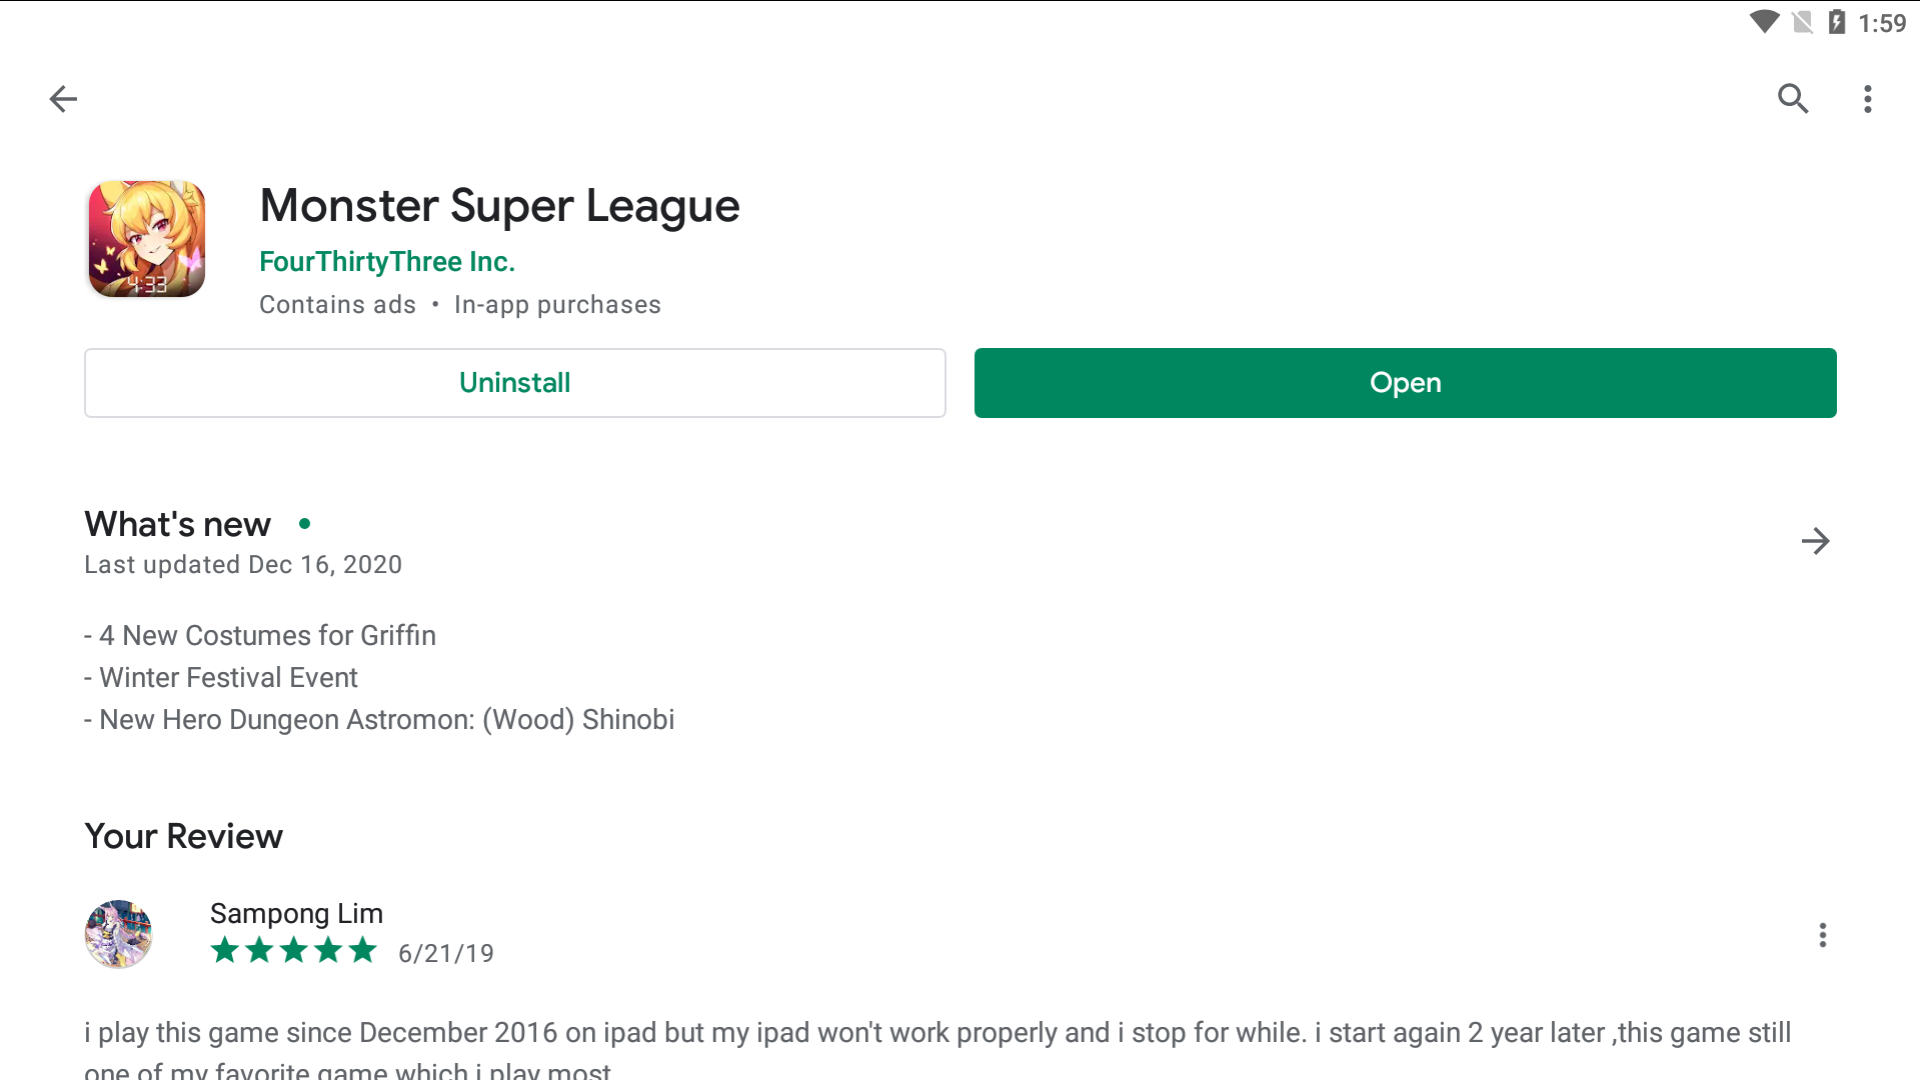 1:59
Monster Super League
FourThirtyThree Inc.
Contains ads • In-app purchases
4:33
Uninstall
Open
What's new •
Last updated Dec 16, 2020
- 4 New Costumes for Griffin
- Winter Festival Event
- New Hero Dungeon Astromon: (Wood) Shinobi
Your Review
Sampong Lim
6/21/19
i play this game since December 2016 on ipad but my ipad won't work properly and i stop for while. i start again 2 year later ,this game still
one of my favorite game which i play most